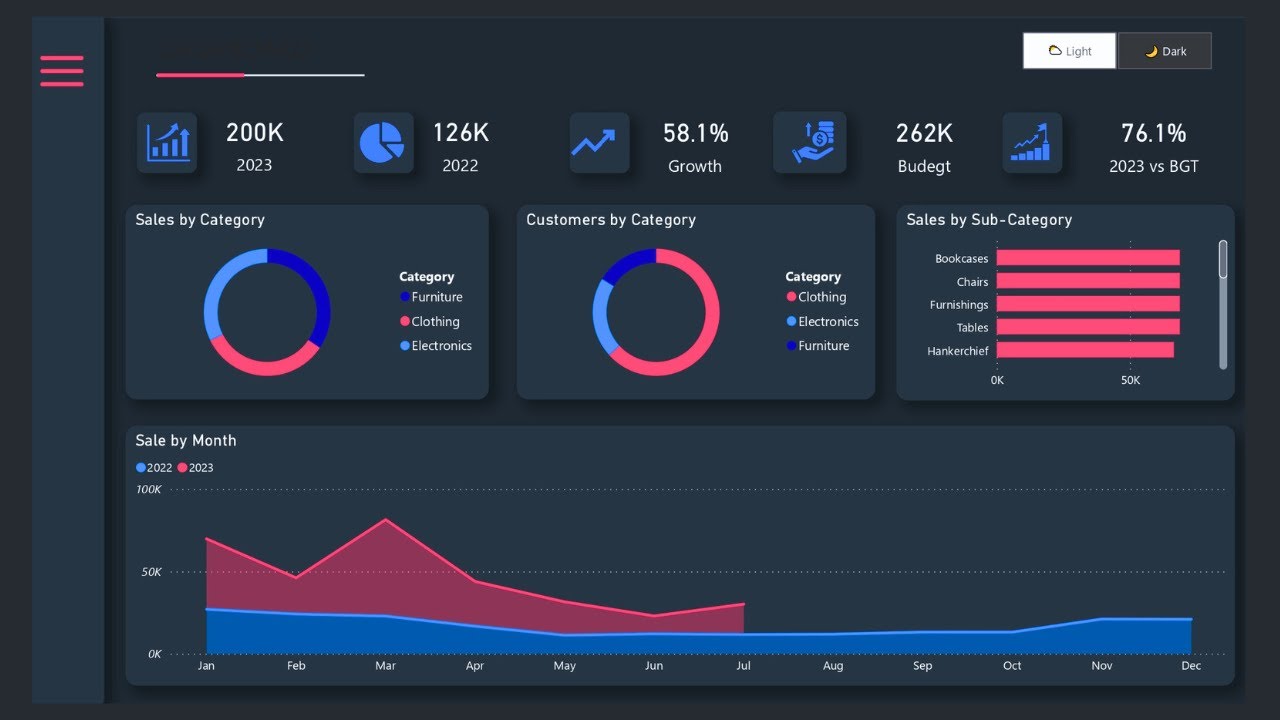 Light
Dark
200K
2023
126K
2022
58.1%
Growth
262K
Budegt
76.1%
2023 vs BGT
Sales by Category
Category
Furniture
Clothing
Electronics
Customers by Category
Category
Clothing
Electronics
Furniture
Sales by Sub-Category
Bookcases
Chairs
Furnishings
Tables
Hankerchief
0K 50K
Sale by Month
2022 2023
100K
50K
0K
Jan Feb Mar Apr May Jun Jul Aug Sep Oct Nov Dec